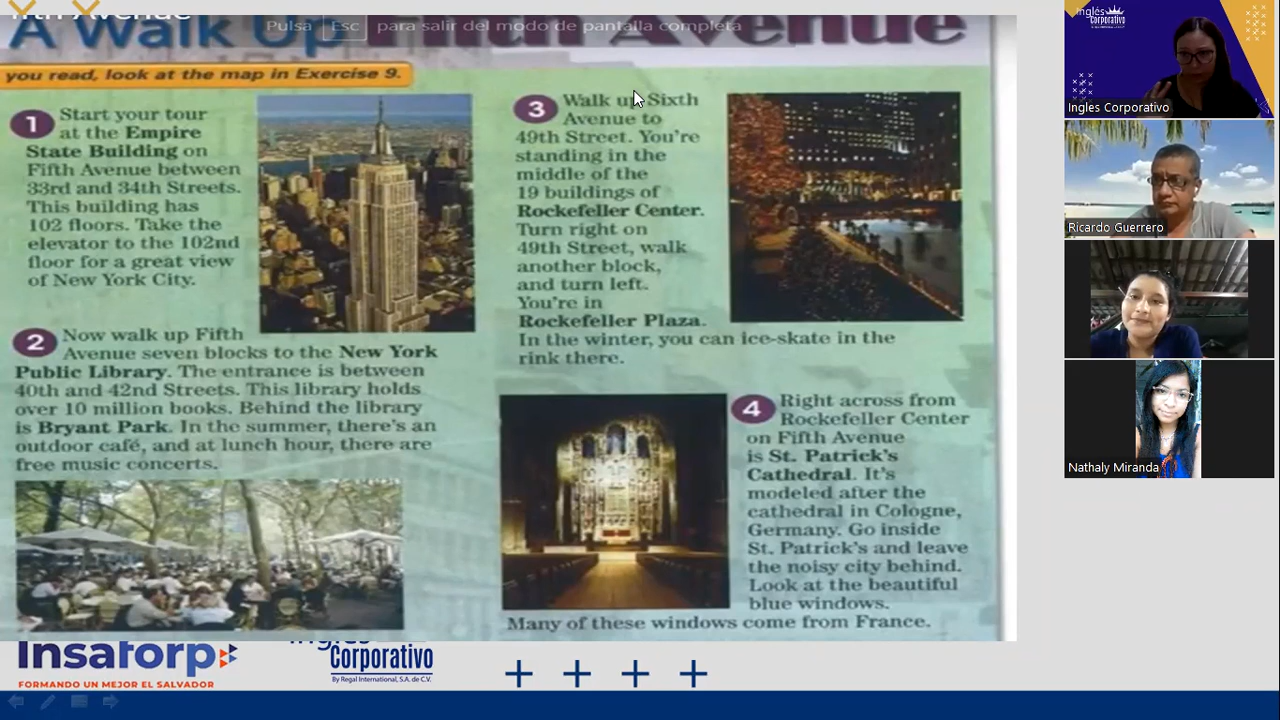 A Walk Up Fifth Avenue
Pulsa Esc para salir del modo de pantalla completa
you read, look at the map in Exercise 9.
1 Start your tour
at the Empire
State Building on
Fifth Avenue between
33rd and 34th Streets.
This building has
102 floors. Take the
elevator to the 102nd
floor for a great view
of New York City.
2 Now walk up Fifth
Avenue seven blocks to the New York
Public Library. The entrance is between
40th and 42nd Streets. This library holds
over 10 million books. Behind the library
is Bryant Park. In the summer, there's an
outdoor café, and at lunch hour, there are
free music concerts.
3 Walk up Sixth
Avenue to
49th Street. You're
standing in the
middle of the
19 buildings of
Rockefeller Center.
Turn right on
49th Street, walk
another block,
and turn left.
You're in
Rockefeller Plaza.
In the winter, you can ice-skate in the
rink there.
4 Right across from
Rockefeller Center
on Fifth Avenue
is St. Patrick's
Cathedral. It's
modeled after the
cathedral in Cologne,
Germany. Go inside
St. Patrick's and leave
the noisy city behind.
Look at the beautiful
blue windows.
Many of these windows come from France.
Insaforp
FORMANDO UN MEJOR EL SALVADOR
Inglés
Corporativo
By Regal International, S.A. de C.V.
Inglés
Corporativo
Ingles Corporativo
Ricardo Guerrero
Nathaly Miranda